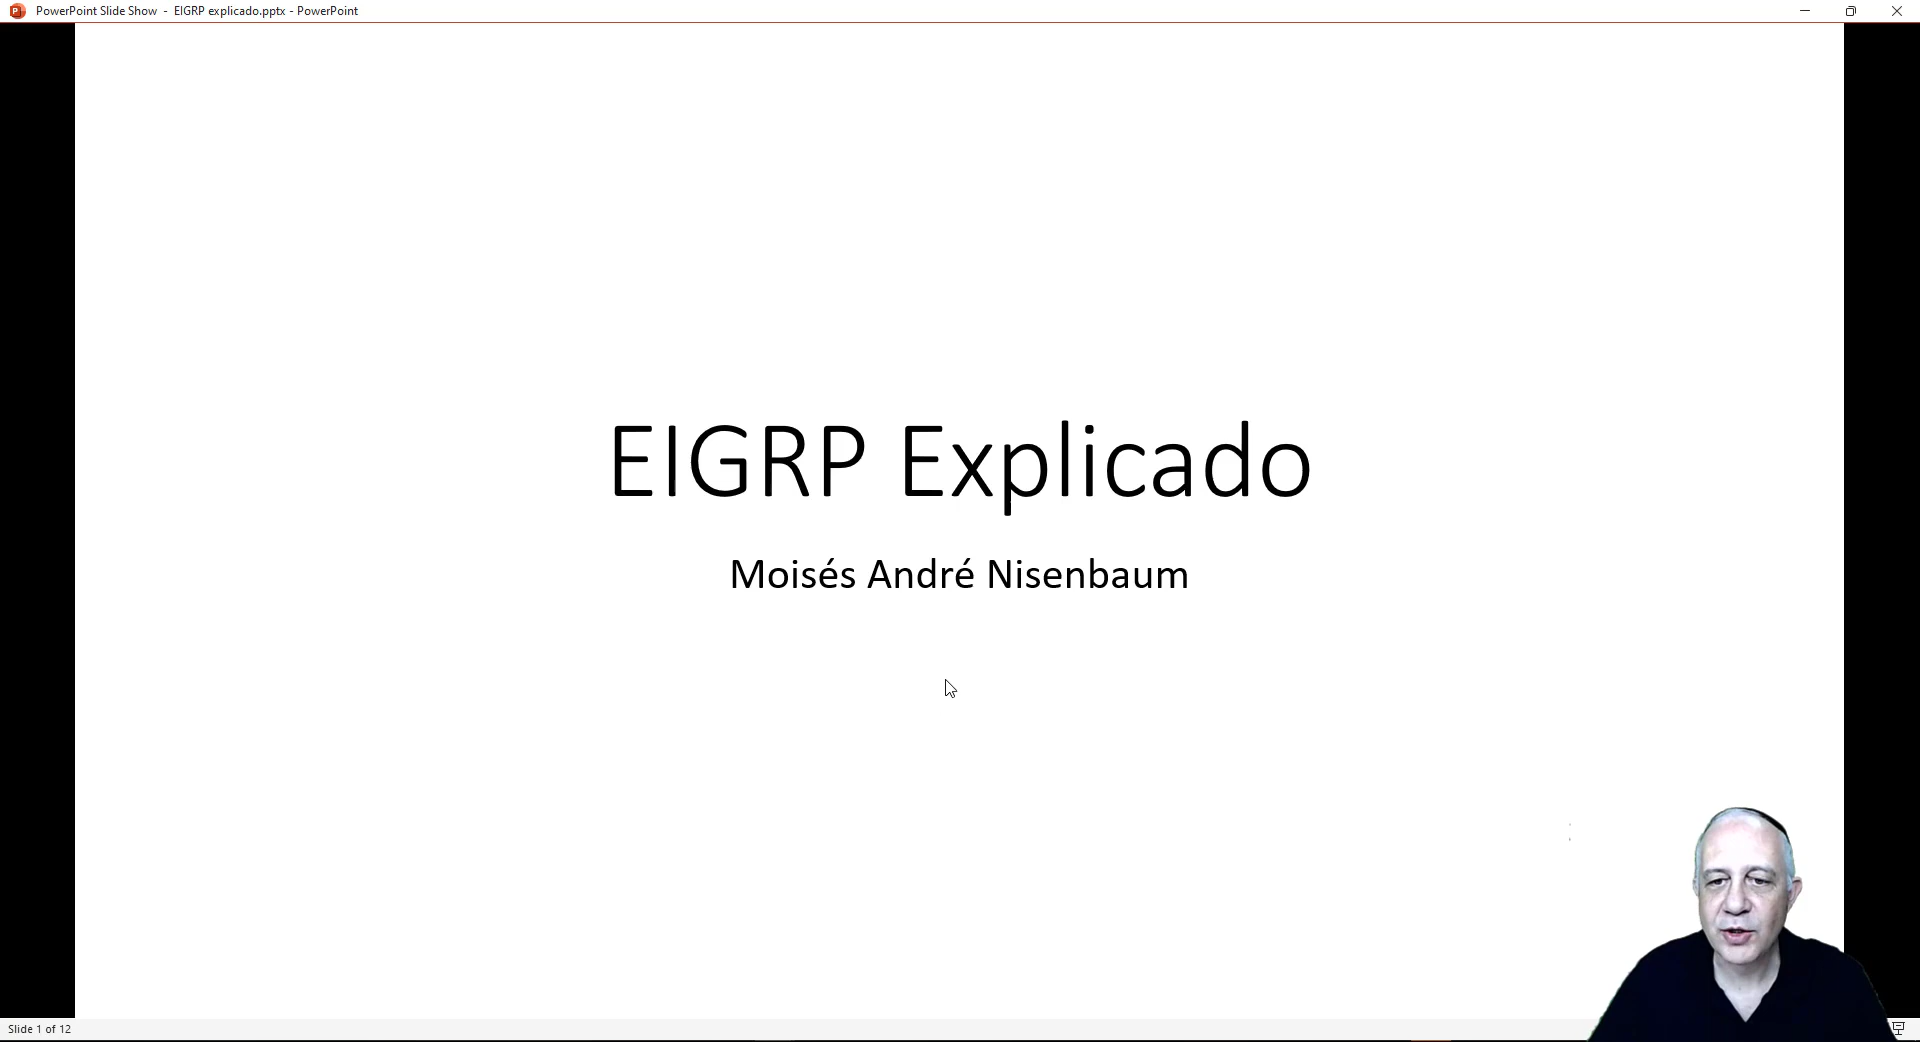 PowerPoint Slide Show - EIGRP explicado.pptx - PowerPoint
EIGRP Explicado
Moisés André Nisenbaum
Slide 1 of 12